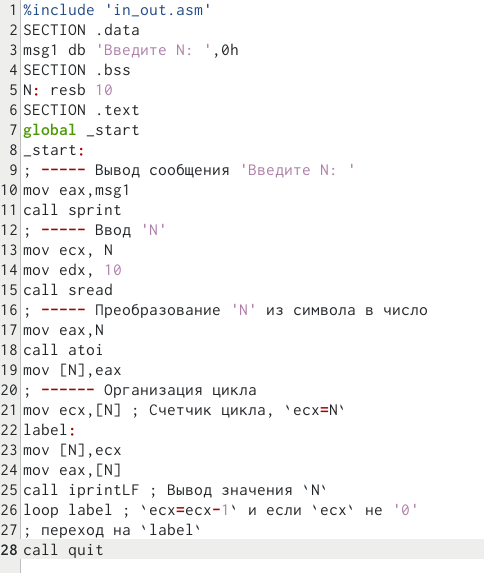 1 %include 'in_out.asm'
2 SECTION .data
3 msg1 db 'Введите N: ',0h
4 SECTION .bss
5 N: resb 10
6 SECTION .text
7 global _start
8 _start:
9 ; ----- Вывод сообщения 'Введите N: '
10 mov eax,msg1
11 call sprint
12 ; ----- Ввод 'N'
13 mov ecx, N
14 mov edx, 10
15 call sread
16 ; ----- Преобразование 'N' из символа в число
17 mov eax,N
18 call atoi
19 mov [N],eax
20 ; ------ Организация цикла
21 mov ecx,[N] ; Счетчик цикла, `ecx=N`
22 label:
23 mov [N],ecx
24 mov eax,[N]
25 call iprintLF ; Вывод значения `N`
26 loop label ; `ecx=ecx-1` и если `ecx` не '0'
27 ; переход на `label`
28 call quit